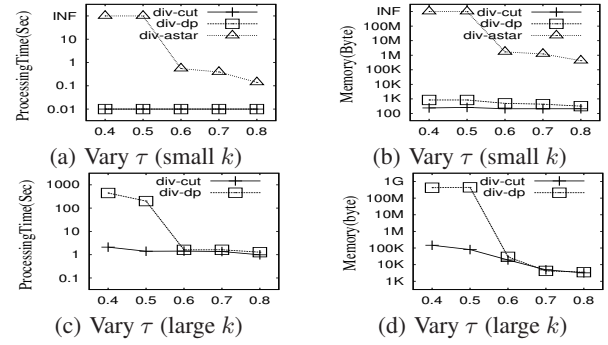 ProcessingTime(Sec)
INF
10
1
0.1
0.01
div-cut
div-dp
div-astar
0.4 0.5 0.6 0.7 0.8
(a) Vary τ (small k)
Memory(Byte)
INF
100M
10M
1M
100K
10K
1K
100
div-cut
div-dp
div-astar
0.4 0.5 0.6 0.7 0.8
(b) Vary τ (small k)
ProcessingTime(Sec)
1000
100
10
1
0.1
div-cut
div-dp
0.4 0.5 0.6 0.7 0.8
(c) Vary τ (large k)
Memory(byte)
1G
100M
10M
100K
10K
1K
div-cut
div-dp
0.4 0.5 0.6 0.7 0.8
(d) Vary τ (large k)